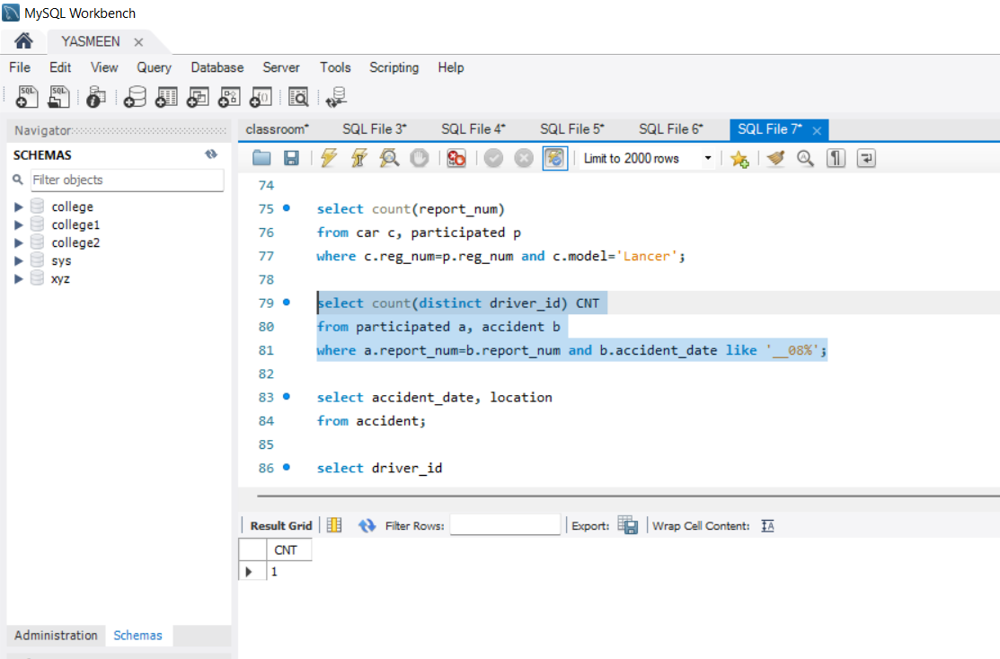 MySQL Workbench
YASMEEN
File Edit View Query Database Server Tools Scripting Help
Navigator
SCHEMAS
Filter objects
college
college1
college2
sys
xyz
Administration Schemas
classroom* SQL File 3* SQL File 4* SQL File 5* SQL File 6* SQL File 7*
Limit to 2000 rows
74
75 select count(report_num)
76 from car c, participated p
77 where c.reg_num=p.reg_num and c.model='Lancer';
78
79 select count(distinct driver_id) CNT
80 from participated a, accident b
81 where a.report_num=b.report_num and b.accident_date like '__08%';
82
83 select accident_date, location
84 from accident;
85
86 select driver_id
Result Grid Filter Rows: Export: Wrap Cell Content:
CNT
1